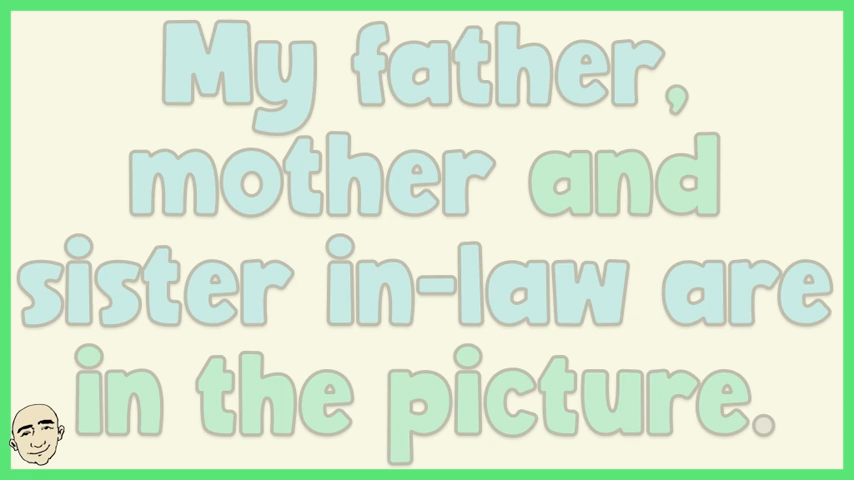 My father,
mother and
sister in-law are
in the picture.